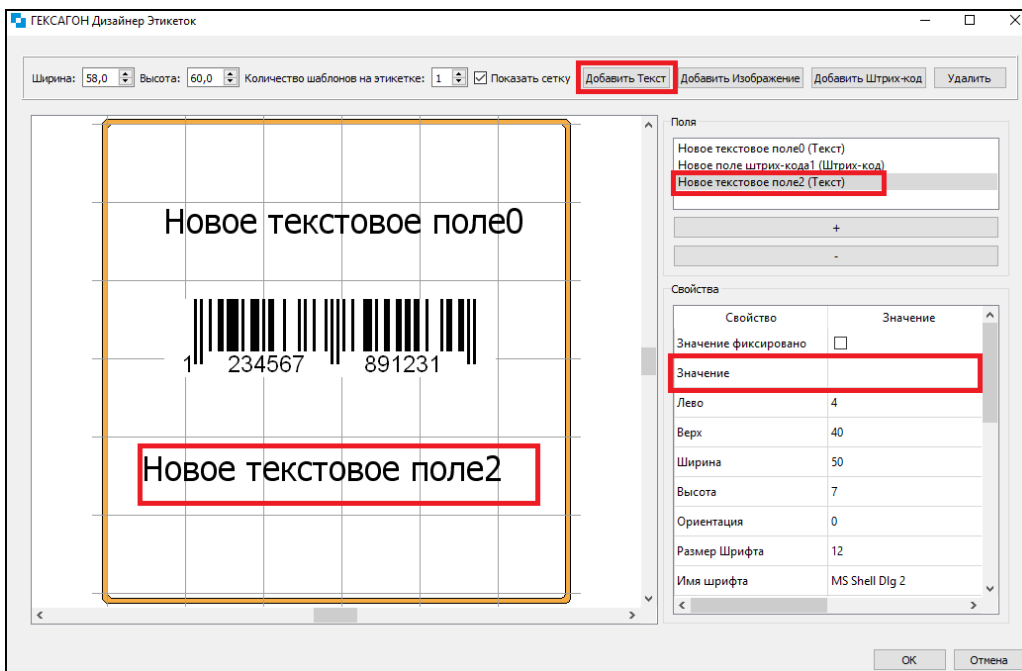 ГЕКСАГОН Дизайнер Этикеток
Ширина: 58,0 Высота: 60,0 Количество шаблонов на этикетке: 1 Показать сетку Добавить Текст Добавить Изображение Добавить Штрих-код Удалить
Новое текстовое поле0
1 234567 891231
Новое текстовое поле2
Поля
Новое текстовое поле0 (Текст)
Новое поле штрих-кода1 (Штрих-код)
Новое текстовое поле2 (Текст)
+
-
Свойства
Свойство Значение
Значение фиксировано
Значение
Лево 4
Верх 40
Ширина 50
Высота 7
Ориентация 0
Размер Шрифта 12
Имя шрифта MS Shell Dlg 2
OK Отмена